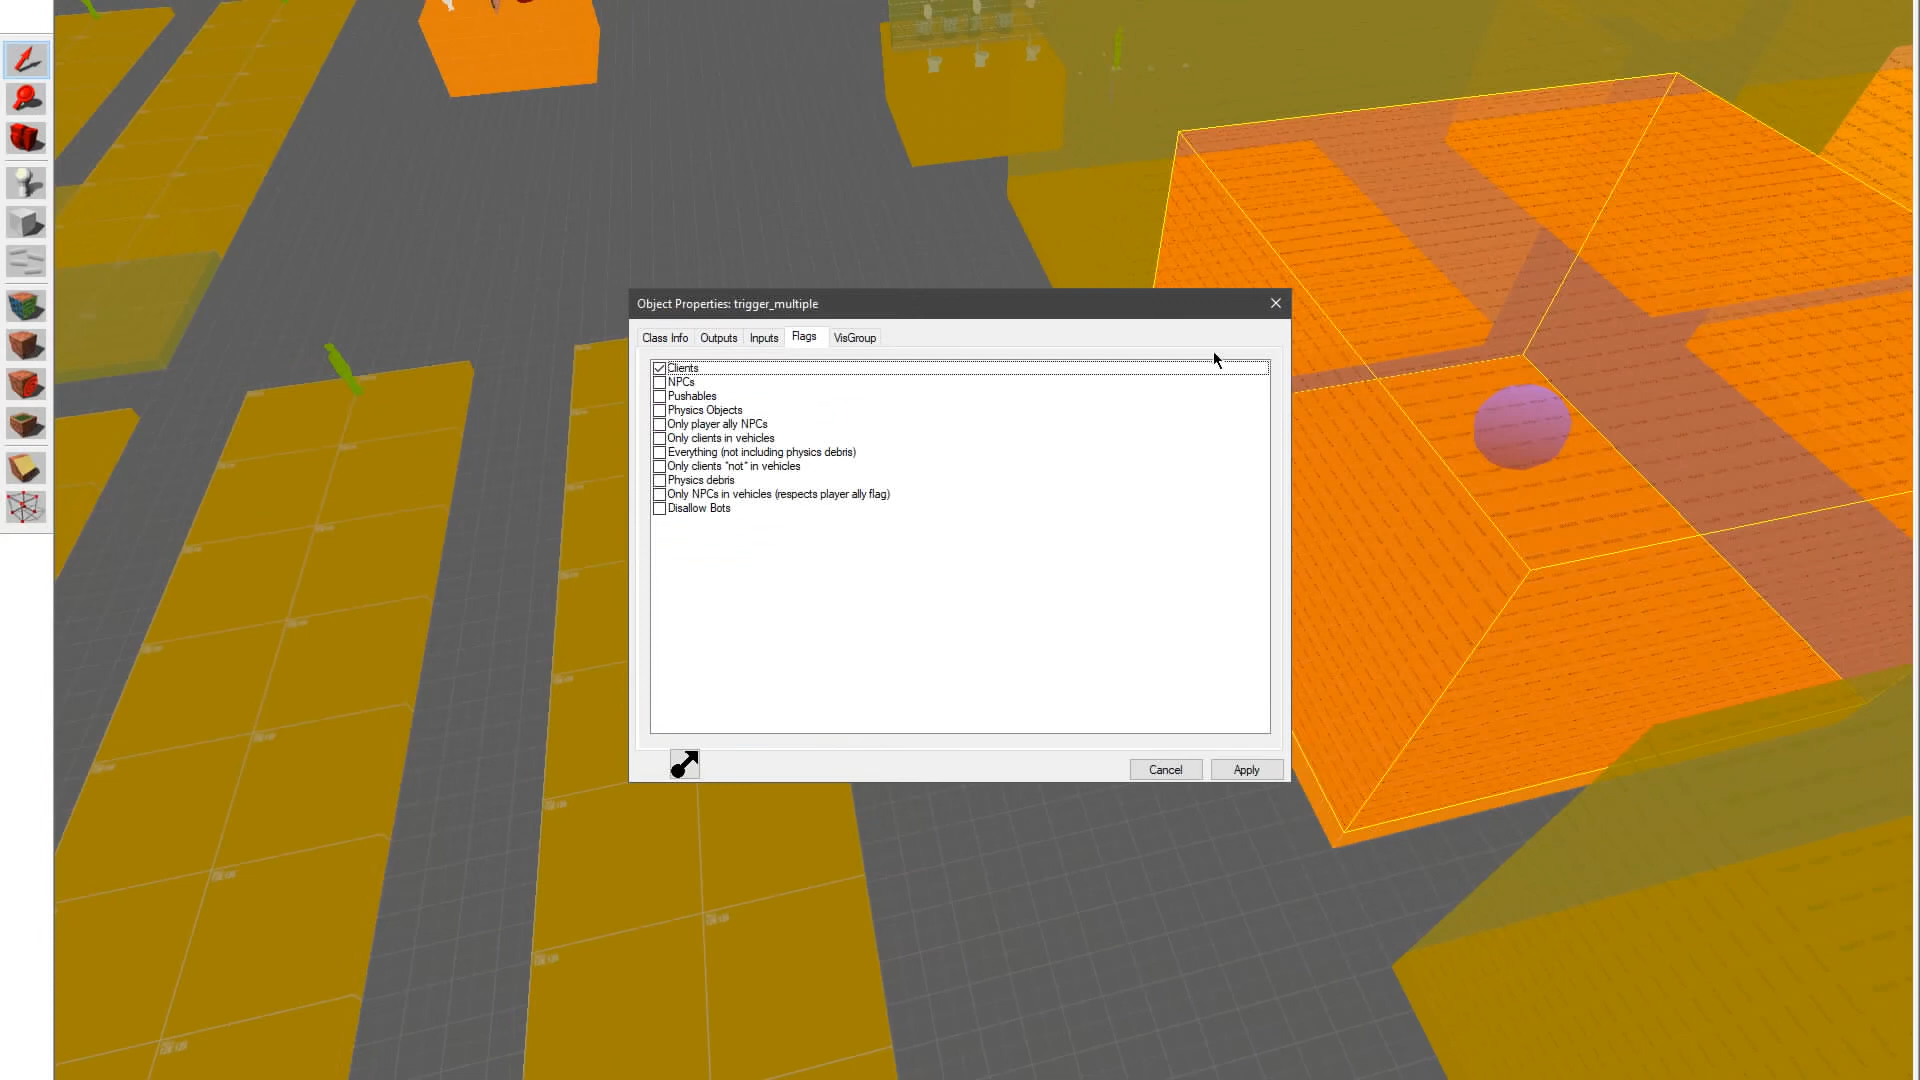 Object Properties: trigger_multiple
Class Info Outputs Inputs Flags VisGroup
Clients
NPCs
Pushables
Physics Objects
Only player ally NPCs
Only clients in vehicles
Everything (not including physics debris)
Only clients "not" in vehicles
Physics debris
Only NPCs in vehicles (respects player ally flag)
Disallow Bots
Cancel Apply